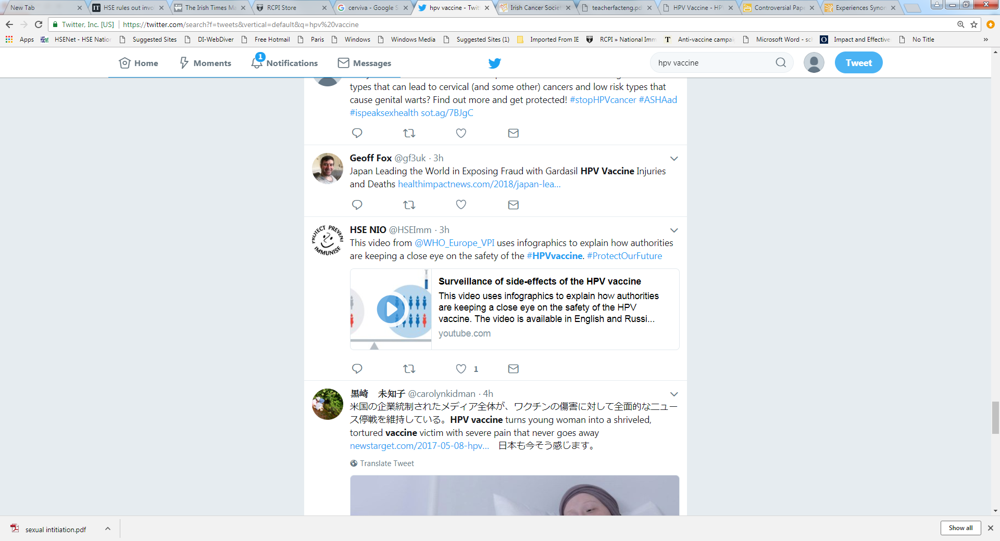 New Tab
HSE rules out invo
The Irish Times Ma
RCPI Store
cerviva - Google S
hpv vaccine - Twit
Irish Cancer Societ
teacherfacteng.pd
HPV Vaccine - HP
Controversial Pape
Experiences Synon
Twitter, Inc. [US] https://twitter.com/search?f=tweets&vertical=default&q=hpv%20vaccine
Apps
HSENet - HSE Natio
Suggested Sites
DI-WebDiver
Free Hotmail
Paris
Windows
Windows Media
Suggested Sites (1)
Imported From IE
RCPI » National Imm
Anti-vaccine campai
Microsoft Word - sc
Impact and Effective
No Title
Home
Moments
1
Notifications
Messages
hpv vaccine
Tweet
types that can lead to cervical (and some other) cancers and low risk types that
cause genital warts? Find out more and get protected! #stopHPVcancer #ASHAad
#ispeaksexhealth sot.ag/7BJgC
Geoff Fox @gf3uk · 3h
Japan Leading the World in Exposing Fraud with Gardasil HPV Vaccine Injuries
and Deaths healthimpactnews.com/2018/japan-lea…
PROTECT PREVENT
IMMUNISE
HSE NIO @HSEImm · 3h
This video from @WHO_Europe_VPI uses infographics to explain how authorities
are keeping a close eye on the safety of the #HPVvaccine. #ProtectOurFuture
Surveillance of side-effects of the HPV vaccine
This video uses infographics to explain how authorities
are keeping a close eye on the safety of the HPV
vaccine. The video is available in English and Russi...
youtube.com
1
黒崎　未知子 @carolynkidman · 4h
米国の企業統制されたメディア全体が、ワクチンの傷害に対して全面的なニュー
ス停戦を維持している。HPV vaccine turns young woman into a shriveled,
tortured vaccine victim with severe pain that never goes away
newstarget.com/2017-05-08-hpv…　日本も今そう感じます。
Translate Tweet
sexual intitiation.pdf
Show all